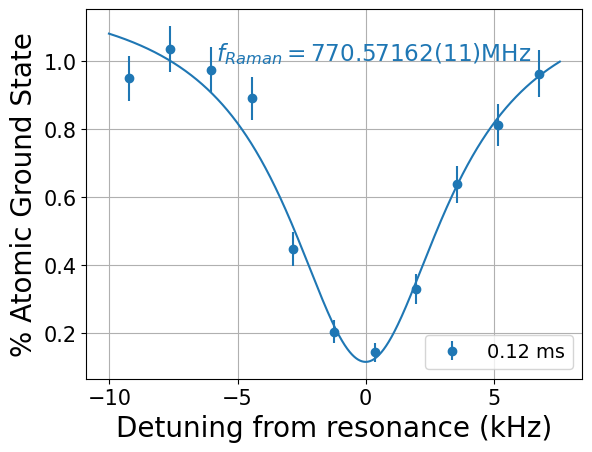 % Atomic Ground State
1.0
0.8
0.6
0.4
0.2
f_Raman = 770.57162(11)MHz
0.12 ms
−10
−5
0
5
Detuning from resonance (kHz)